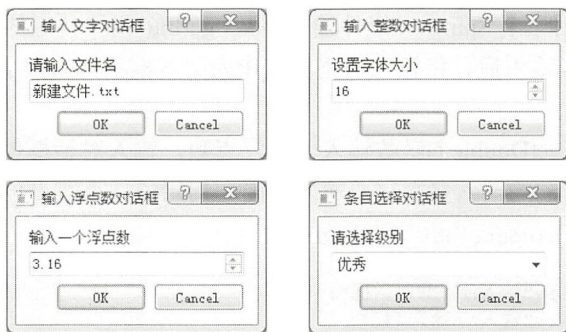 输入文字对话框
请输入文件名
新建文件.txt
OK Cancel
输入整数对话框
设置字体大小
16
OK Cancel
输入浮点数对话框
输入一个浮点数
3.16
OK Cancel
条目选择对话框
请选择级别
优秀
OK Cancel